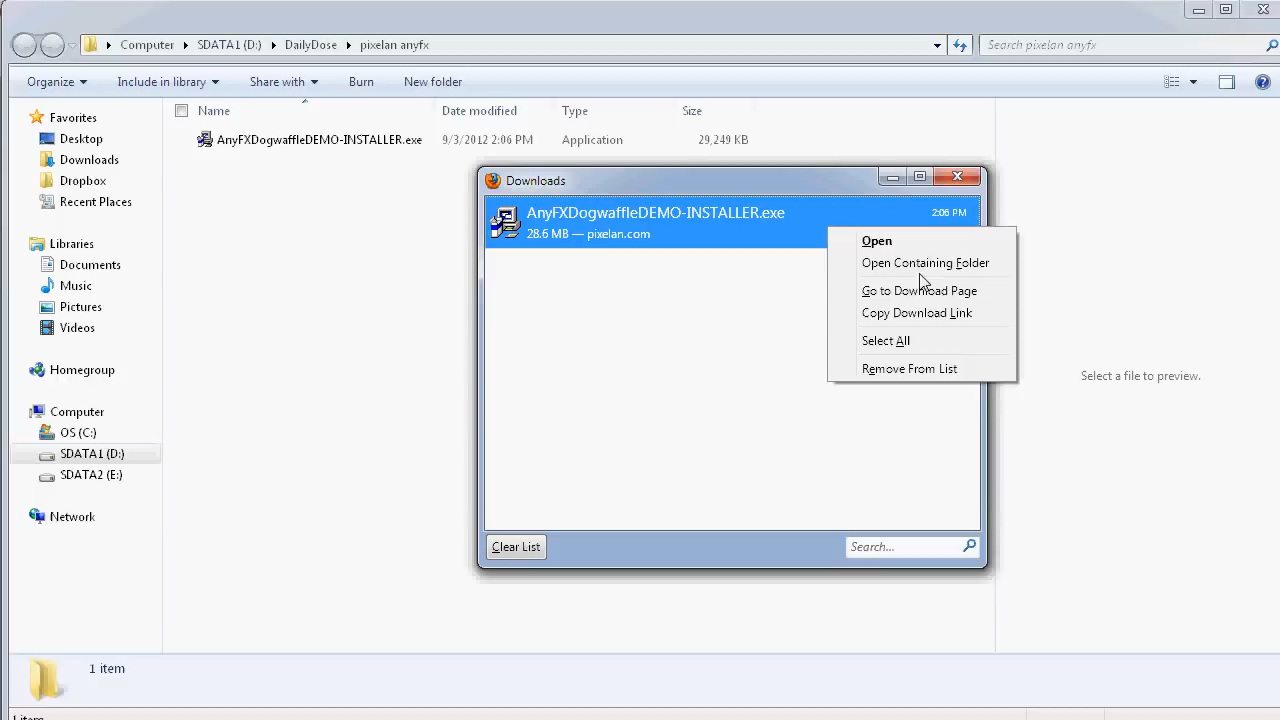 Computer SDATA1 (D:) DailyDose pixelan anyfx Search pixelan anyfx
Organize Include in library Share with Burn New folder
Name Date modified Type Size
AnyFXDogwaffleDEMO-INSTALLER.exe 9/3/2012 2:06 PM Application 29,249 KB
Favorites
Desktop
Downloads
Dropbox
Recent Places
Libraries
Documents
Music
Pictures
Videos
Homegroup
Computer
OS (C:)
SDATA1 (D:)
SDATA2 (E:)
Network
Downloads
AnyFXDogwaffleDEMO-INSTALLER.exe 2:06 PM
28.6 MB — pixelan.com
Open
Open Containing Folder
Go to Download Page
Copy Download Link
Select All
Remove From List
Clear List Search...
Select a file to preview.
1 item
1 item